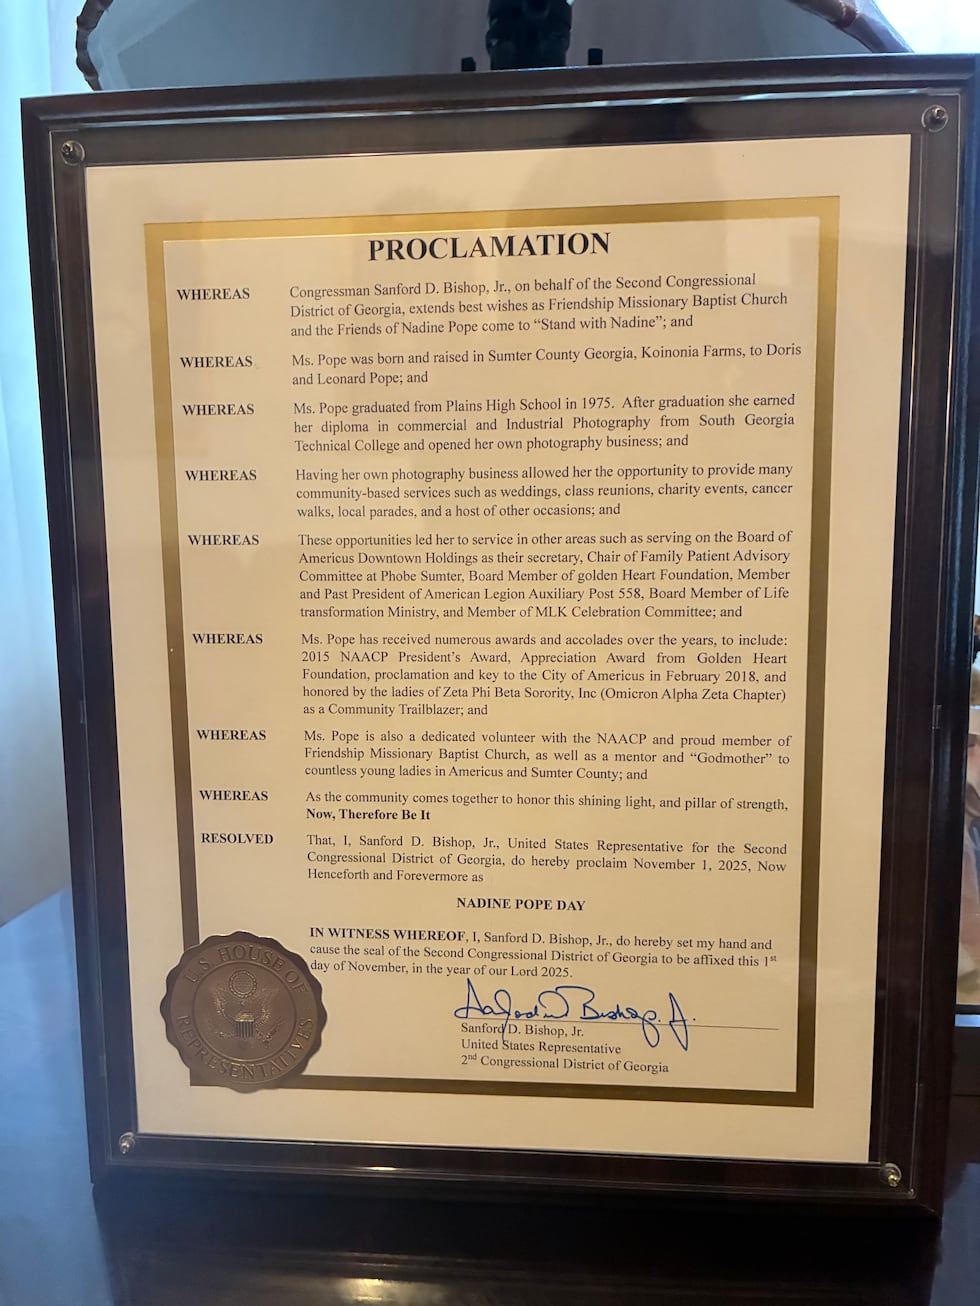 PROCLAMATION
WHEREAS Congressman Sanford D. Bishop, Jr., on behalf of the Second Congressional
District of Georgia, extends best wishes as Friendship Missionary Baptist Church
and the Friends of Nadine Pope come to “Stand with Nadine”; and
WHEREAS Ms. Pope was born and raised in Sumter County Georgia, Koinonia Farms, to Doris
and Leonard Pope; and
WHEREAS Ms. Pope graduated from Plains High School in 1975. After graduation she earned
her diploma in commercial and Industrial Photography from South Georgia
Technical College and opened her own photography business; and
WHEREAS Having her own photography business allowed her the opportunity to provide many
community-based services such as weddings, class reunions, charity events, cancer
walks, local parades, and a host of other occasions; and
WHEREAS These opportunities led her to service in other areas such as serving on the Board of
Americus Downtown Holdings as their secretary, Chair of Family Patient Advisory
Committee at Phobe Sumter, Board Member of golden Heart Foundation, Member
and Past President of American Legion Auxiliary Post 558, Board Member of Life
transformation Ministry, and Member of MLK Celebration Committee; and
WHEREAS Ms. Pope has received numerous awards and accolades over the years, to include:
2015 NAACP President’s Award, Appreciation Award from Golden Heart
Foundation, proclamation and key to the City of Americus in February 2018, and
honored by the ladies of Zeta Phi Beta Sorority, Inc (Omicron Alpha Zeta Chapter)
as a Community Trailblazer; and
WHEREAS Ms. Pope is also a dedicated volunteer with the NAACP and proud member of
Friendship Missionary Baptist Church, as well as a mentor and “Godmother” to
countless young ladies in Americus and Sumter County; and
WHEREAS As the community comes together to honor this shining light, and pillar of strength,
Now, Therefore Be It
RESOLVED That, I, Sanford D. Bishop, Jr., United States Representative for the Second
Congressional District of Georgia, do hereby proclaim November 1, 2025, Now
Henceforth and Forevermore as
NADINE POPE DAY
IN WITNESS WHEREOF, I, Sanford D. Bishop, Jr., do hereby set my hand and
cause the seal of the Second Congressional District of Georgia to be affixed this 1st
day of November, in the year of our Lord 2025.
Sanford D. Bishop, Jr.
Sanford D. Bishop, Jr.
United States Representative
2nd Congressional District of Georgia
U.S. HOUSE OF
REPRESENTATIVES